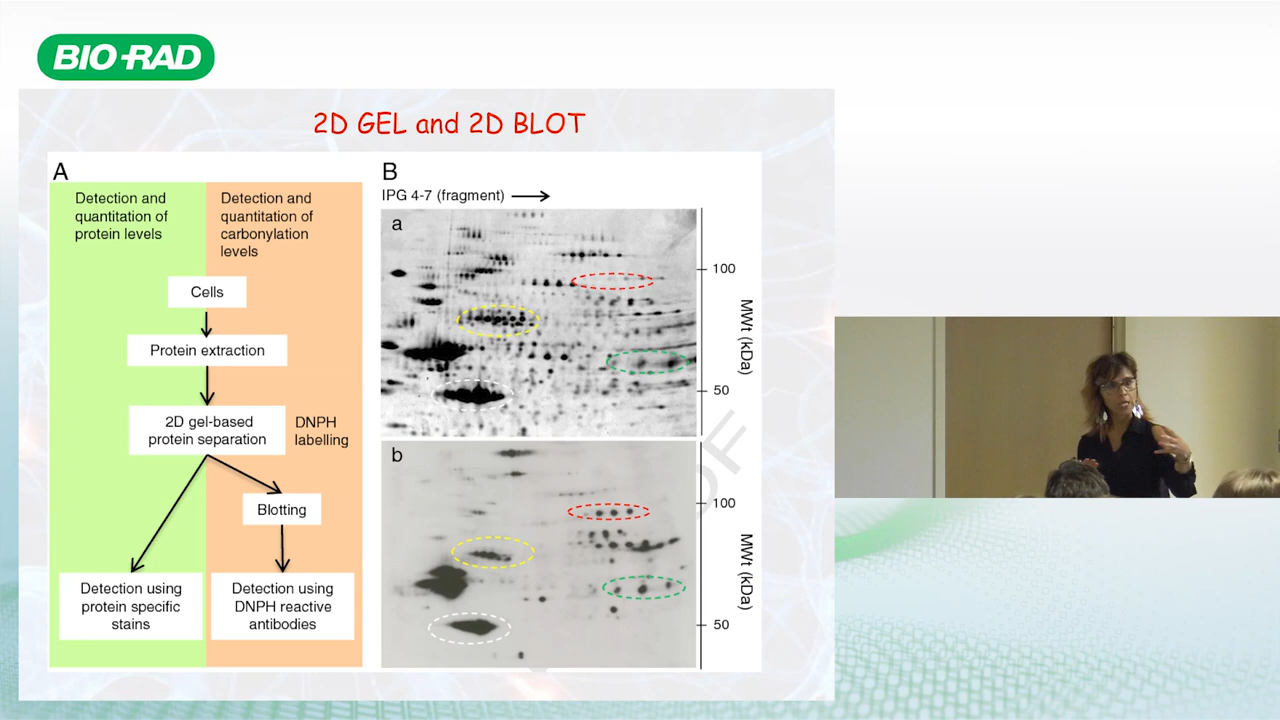 BIO-RAD
2D GEL and 2D BLOT
A
Detection and
quantitation of
protein levels
Detection and
quantitation of
carbonylation
levels
Cells
Protein extraction
2D gel-based
protein separation
DNPH
labelling
Blotting
Detection using
protein specific
stains
Detection using
DNPH reactive
antibodies
B
IPG 4-7 (fragment)
a
100
50
MWt (kDa)
b
100
50
MWt (kDa)